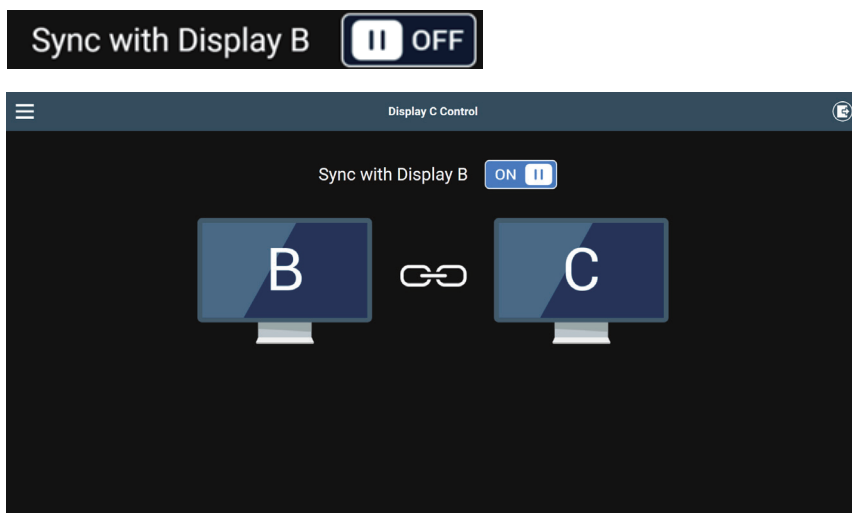 Sync with Display B OFF
Display C Control
Sync with Display B ON
B C